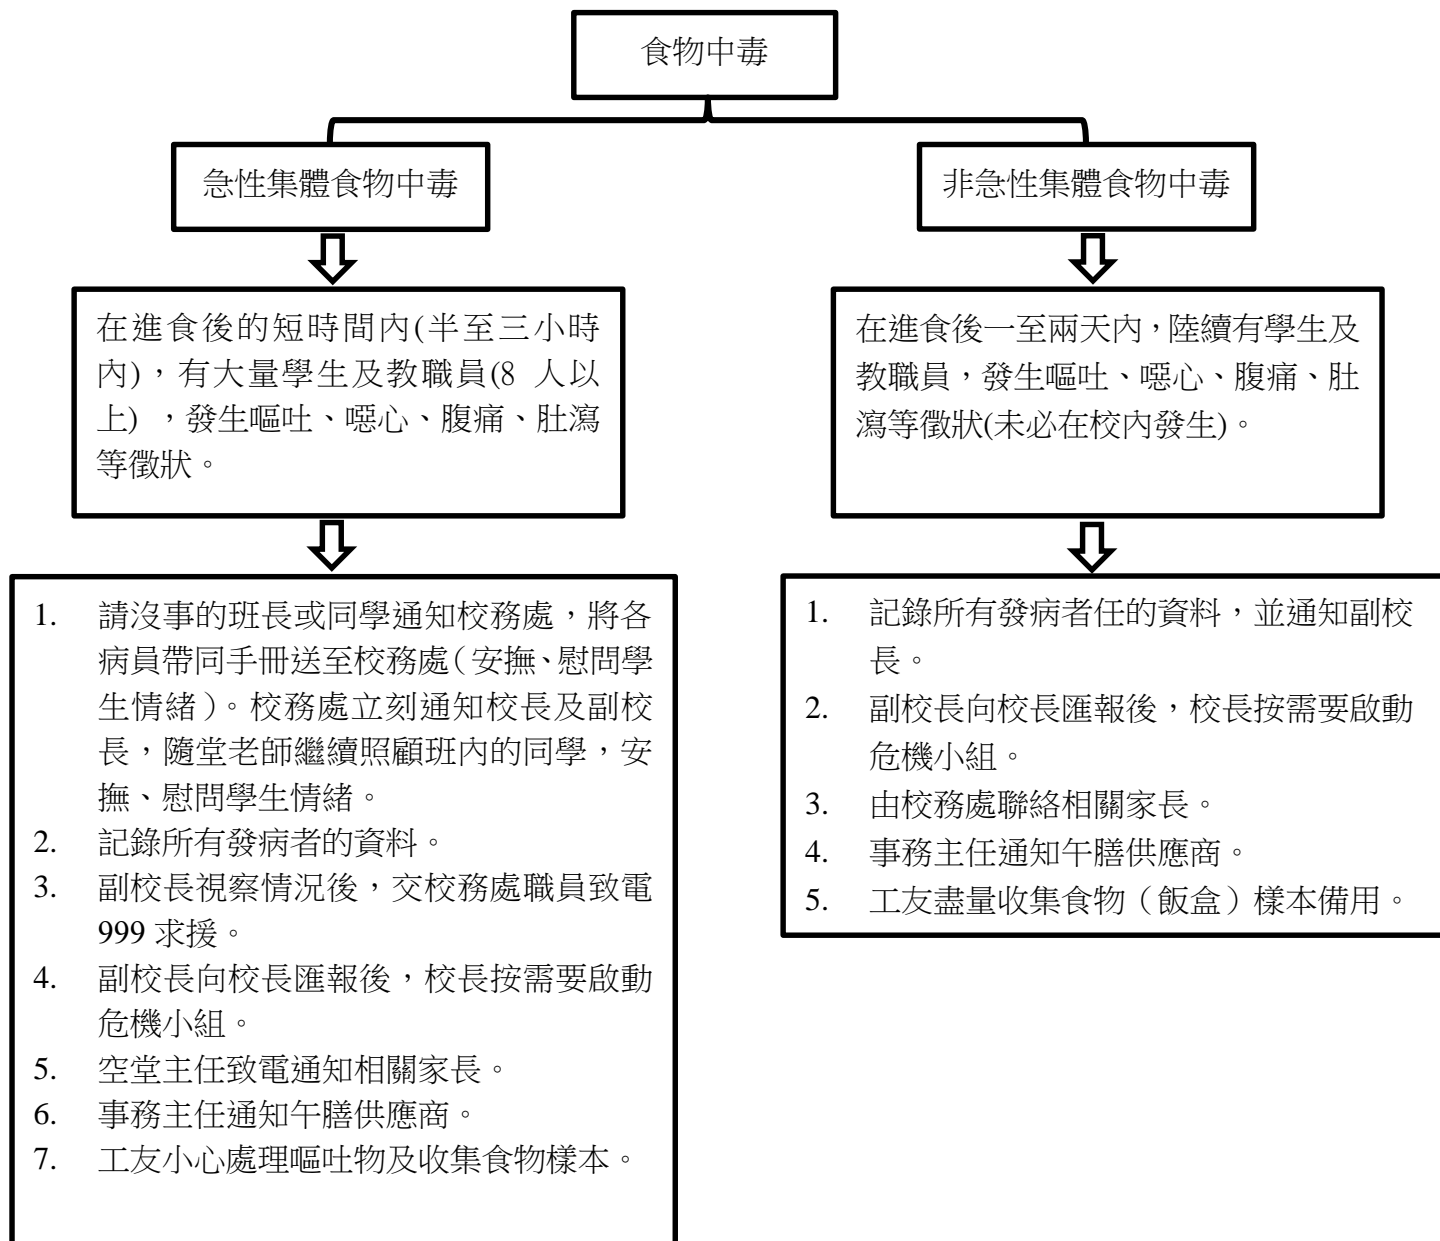 食物中毒
急性集體食物中毒
非急性集體食物中毒
在進食後的短時間內(半至三小時
內)，有大量學生及教職員(8 人以
上) ，發生嘔吐、噁心、腹痛、肚瀉
等徵狀。
在進食後一至兩天內，陸續有學生及
教職員，發生嘔吐、噁心、腹痛、肚
瀉等徵狀(未必在校內發生)。
1. 請沒事的班長或同學通知校務處，將各
病員帶同手冊送至校務處（安撫、慰問學
生情緒）。校務處立刻通知校長及副校
長，隨堂老師繼續照顧班內的同學，安
撫、慰問學生情緒。
2. 記錄所有發病者的資料。
3. 副校長視察情況後，交校務處職員致電
999 求援。
4. 副校長向校長匯報後，校長按需要啟動
危機小組。
5. 空堂主任致電通知相關家長。
6. 事務主任通知午膳供應商。
7. 工友小心處理嘔吐物及收集食物樣本。
1. 記錄所有發病者任的資料，並通知副校
長。
2. 副校長向校長匯報後，校長按需要啟動
危機小組。
3. 由校務處聯絡相關家長。
4. 事務主任通知午膳供應商。
5. 工友盡量收集食物（飯盒）樣本備用。